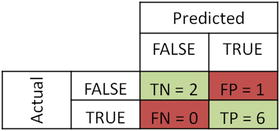 Predicted
FALSE TRUE
Actual
FALSE TN = 2 FP = 1
TRUE FN = 0 TP = 6